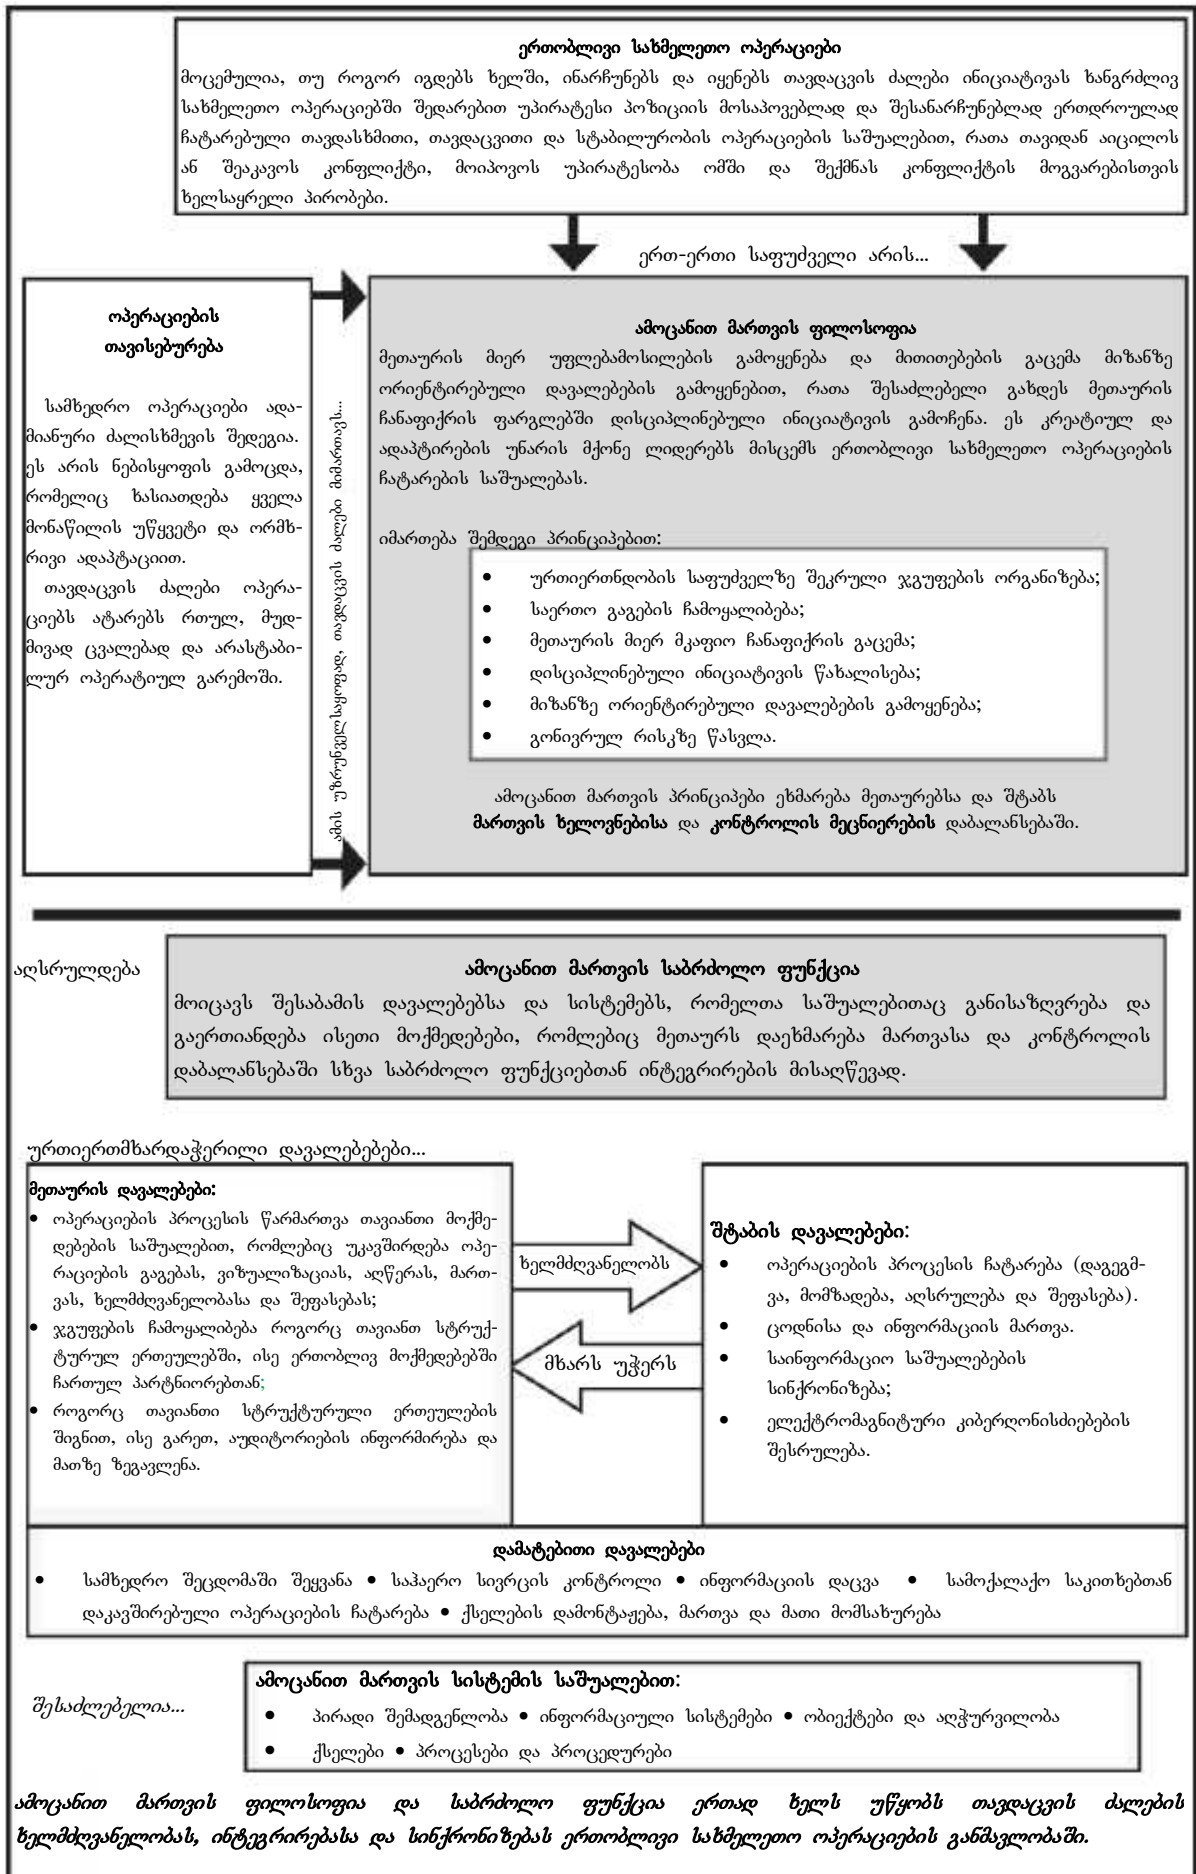 ერთობლივი სახმელეთო ოპერაციები
მოცემულია, თუ როგორ იგდებს ხელში, ინარჩუნებს და იყენებს თავდაცვის ძალები ინიციატივას ხანგრძლივ
სახმელეთო ოპერაციებში შედარებით უპირატესი პოზიციის მოსაპოვებლად და შესანარჩუნებლად ერთდროულად
ჩატარებული თავდასხმითი, თავდაცვითი და სტაბილურობის ოპერაციების საშუალებით, რათა თავიდან აიცილოს
ან შეაკავოს კონფლიქტი, მოიპოვოს უპირატესობა ომში და შექმნას კონფლიქტის მოგვარებისთვის
ხელსაყრელი პირობები.
ერთ-ერთი საფუძველი არის...
ოპერაციების
თავისებურება
სამხედრო ოპერაციები ადა-
მიანური ძალისხმევის შედეგია.
ეს არის ნებისყოფის გამოცდა,
რომელიც ხასიათდება ყველა
მონაწილის უწყვეტი და ორმხ-
რივი ადაპტაციით.
თავდაცვის ძალები ოპერა-
ციებს ატარებს რთულ, მუდ-
მივად ცვალებად და არასტაბი-
ლურ ოპერატიულ გარემოში.
ამის უზრუნველსაყოფად, თავდაცვის ძალები მიმართავს...
ამოცანით მართვის ფილოსოფია
მეთაურის მიერ უფლებამოსილების გამოყენება და მითითებების გაცემა მიზანზე
ორიენტირებული დავალებების გამოყენებით, რათა შესაძლებელი გახდეს მეთაურის
ჩანაფიქრის ფარგლებში დისციპლინებული ინიციატივის გამოჩენა. ეს კრეატიულ და
ადაპტირების უნარის მქონე ლიდერებს მისცემს ერთობლივი სახმელეთო ოპერაციების
ჩატარების საშუალებას.
იმართება შემდეგი პრინციპებით:
• ურთიერთნდობის საფუძველზე შეკრული ჯგუფების ორგანიზება;
• საერთო გაგების ჩამოყალიბება;
• მეთაურის მიერ მკაფიო ჩანაფიქრის გაცემა;
• დისციპლინებული ინიციატივის წახალისება;
• მიზანზე ორიენტირებული დავალებების გამოყენება;
• გონივრულ რისკზე წასვლა.
ამოცანით მართვის პრინციპები ეხმარება მეთაურებსა და შტაბს
მართვის ხელოვნებისა და კონტროლის მეცნიერების დაბალანსებაში.
აღსრულდება
ამოცანით მართვის საბრძოლო ფუნქცია
მოიცავს შესაბამის დავალებებსა და სისტემებს, რომელთა საშუალებითაც განისაზღვრება და
გაერთიანდება ისეთი მოქმედებები, რომლებიც მეთაურს დაეხმარება მართვასა და კონტროლის
დაბალანსებაში სხვა საბრძოლო ფუნქციებთან ინტეგრირების მისაღწევად.
ურთიერთმხარდაჭერილი დავალებებები...
მეთაურის დავალებები:
• ოპერაციების პროცესის წარმართვა თავიანთი მოქმე-
დებების საშუალებით, რომლებიც უკავშირდება ოპე-
რაციების გაგებას, ვიზუალიზაციას, აღწერას, მართ-
ვას, ხელმძღვანელობასა და შეფასებას;
• ჯგუფების ჩამოყალიბება როგორც თავიანთ სტრუქ-
ტურულ ერთეულებში, ისე ერთობლივ მოქმედებებში
ჩართულ პარტნიორებთან;
• როგორც თავიანთი სტრუქტურული ერთეულების
შიგნით, ისე გარეთ, აუდიტორიების ინფორმირება და
მათზე ზეგავლენა.
ხელმძღვანელობს
მხარს უჭერს
შტაბის დავალებები:
• ოპერაციების პროცესის ჩატარება (დაგეგმ-
ვა, მომზადება, აღსრულება და შეფასება).
• ცოდნისა და ინფორმაციის მართვა.
• საინფორმაციო საშუალებების
სინქრონიზება;
• ელექტრომაგნიტური კიბერღონისძიებების
შესრულება.
დამატებითი დავალებები
• სამხედრო შეცდომაში შეყვანა • საჰაერო სივრცის კონტროლი • ინფორმაციის დაცვა • სამოქალაქო საკითხებთან
დაკავშირებული ოპერაციების ჩატარება • ქსელების დამონტაჟება, მართვა და მათი მომსახურება
შესაძლებელია...
ამოცანით მართვის სისტემის საშუალებით:
• პირადი შემადგენლობა • ინფორმაციული სისტემები • ობიექტები და აღჭურვილობა
• ქსელები • პროცესები და პროცედურები
ამოცანით მართვის ფილოსოფია და საბრძოლო ფუნქცია ერთად ხელს უწყობს თავდაცვის ძალების
ხელმძღვანელობას, ინტეგრირებასა და სინქრონიზებას ერთობლივი სახმელეთო ოპერაციების განმავლობაში.